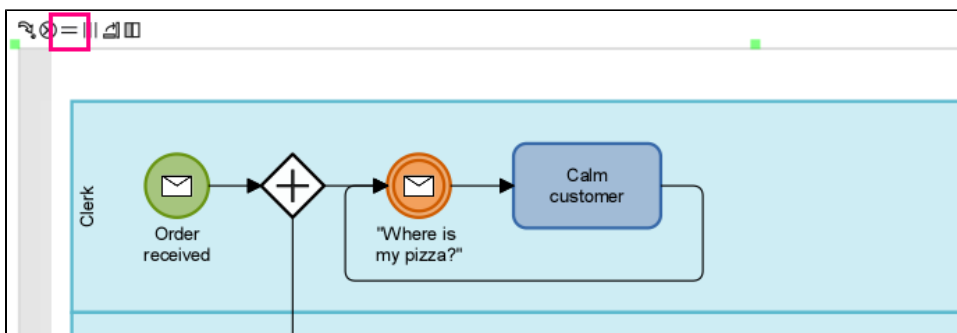 Clerk
Order
received
"Where is
my pizza?"
Calm
customer